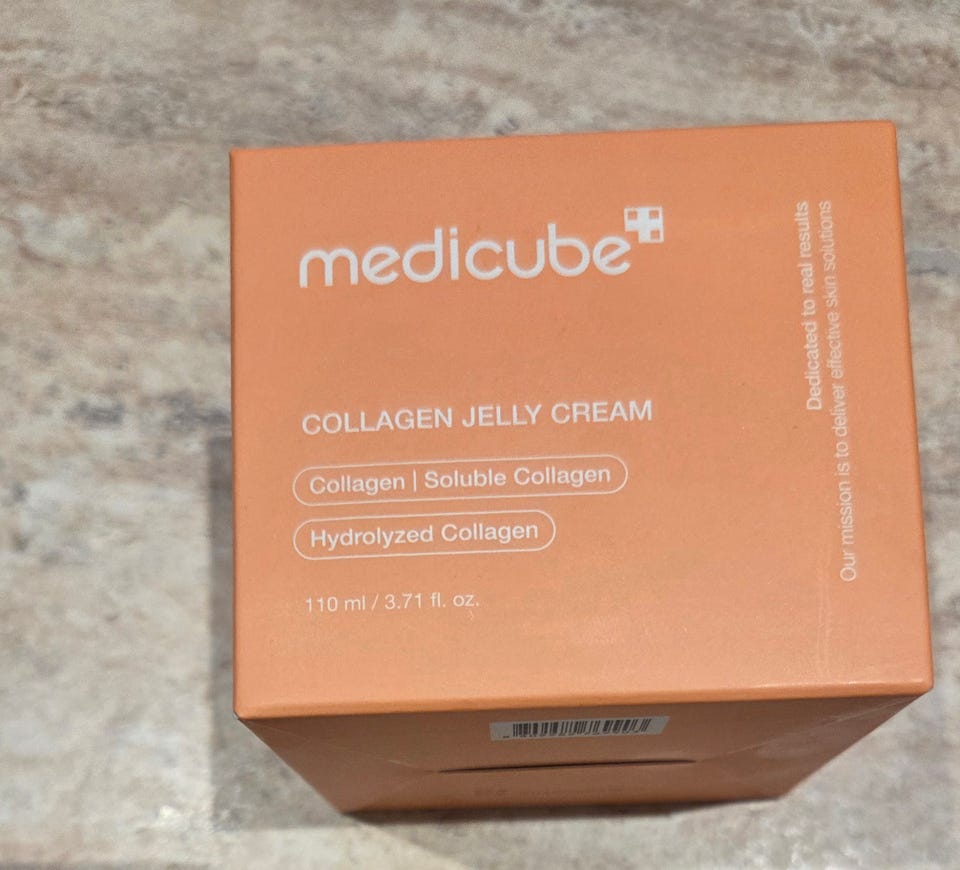 medicube
COLLAGEN JELLY CREAM
Collagen | Soluble Collagen
Hydrolyzed Collagen
110 ml / 3.71 fl. oz.
Dedicated to real results
Our mission is to deliver effective skin solutions